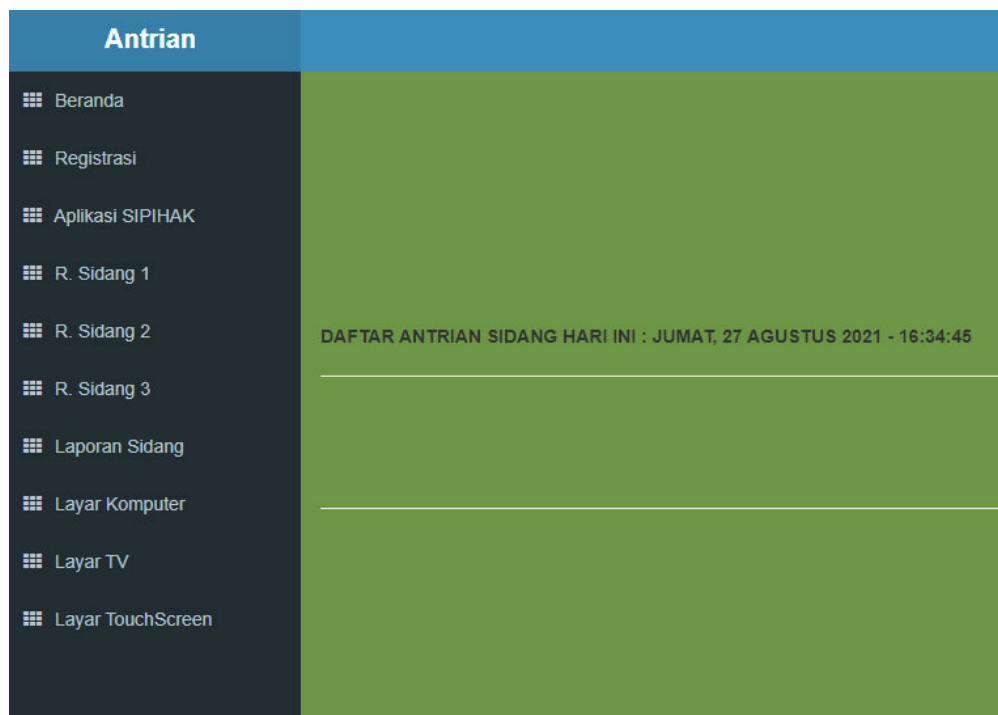 Antrian
Beranda
Registrasi
Aplikasi SIPIHAK
R. Sidang 1
R. Sidang 2
R. Sidang 3
Laporan Sidang
Layar Komputer
Layar TV
Layar TouchScreen
DAFTAR ANTRIAN SIDANG HARI INI : JUMAT, 27 AGUSTUS 2021 - 16:34:45